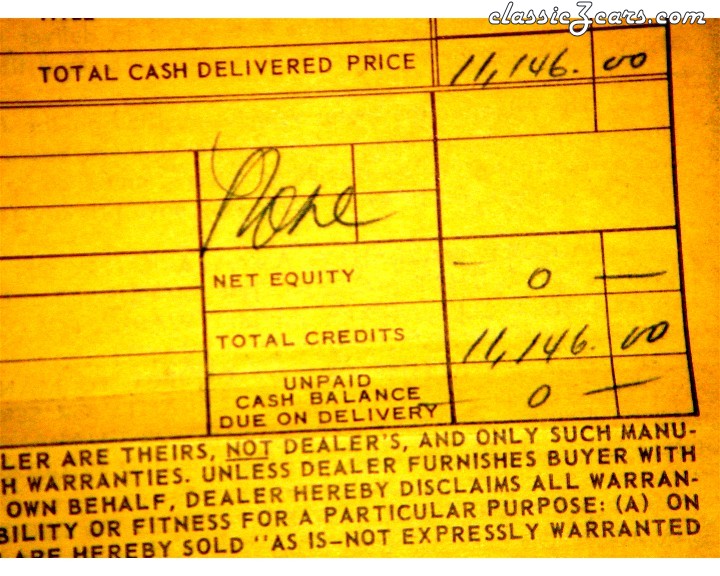 classicZcars.com
TOTAL CASH DELIVERED PRICE 11,146. 00
None
NET EQUITY - 0 -
TOTAL CREDITS 11,146. 00
UNPAID
CASH BALANCE
DUE ON DELIVERY - 0 -
LER ARE THEIRS, NOT DEALER'S, AND ONLY SUCH MANU-
H WARRANTIES. UNLESS DEALER FURNISHES BUYER WITH
OWN BEHALF, DEALER HEREBY DISCLAIMS ALL WARRAN-
BILITY OR FITNESS FOR A PARTICULAR PURPOSE: (A) ON
ARE HEREBY SOLD "AS IS—NOT EXPRESSLY WARRANTED